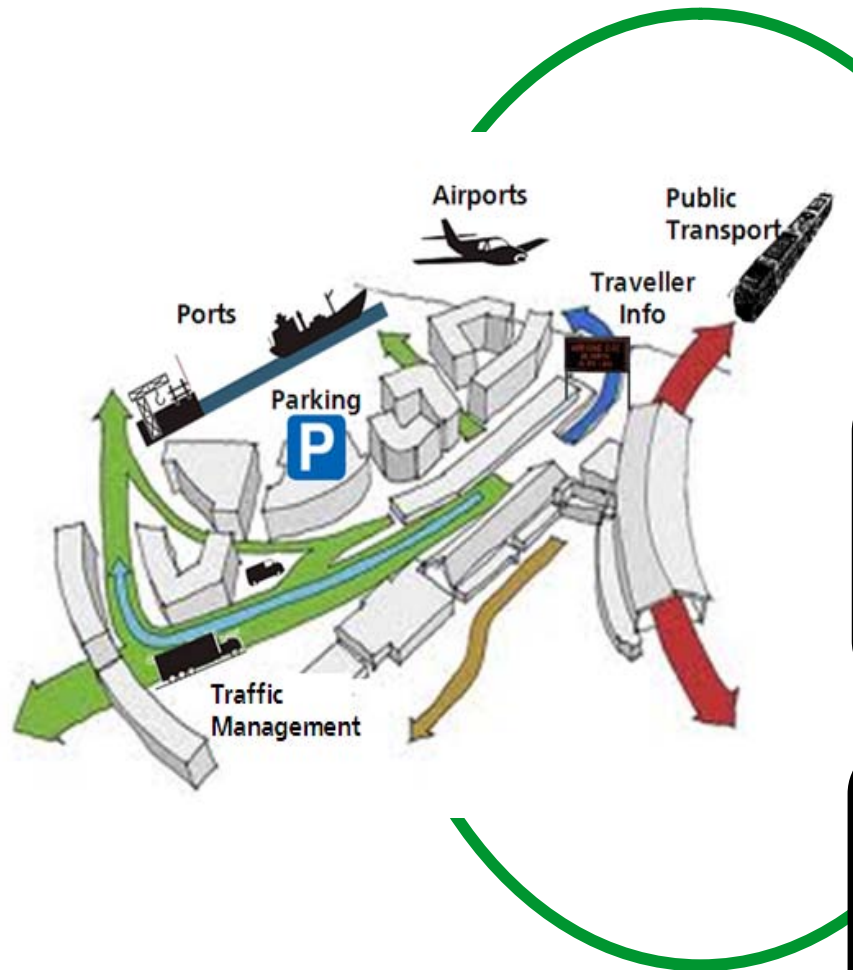 Airports
Public
Transport
Traveller
Info
Ports
Parking
P
Traffic
Management